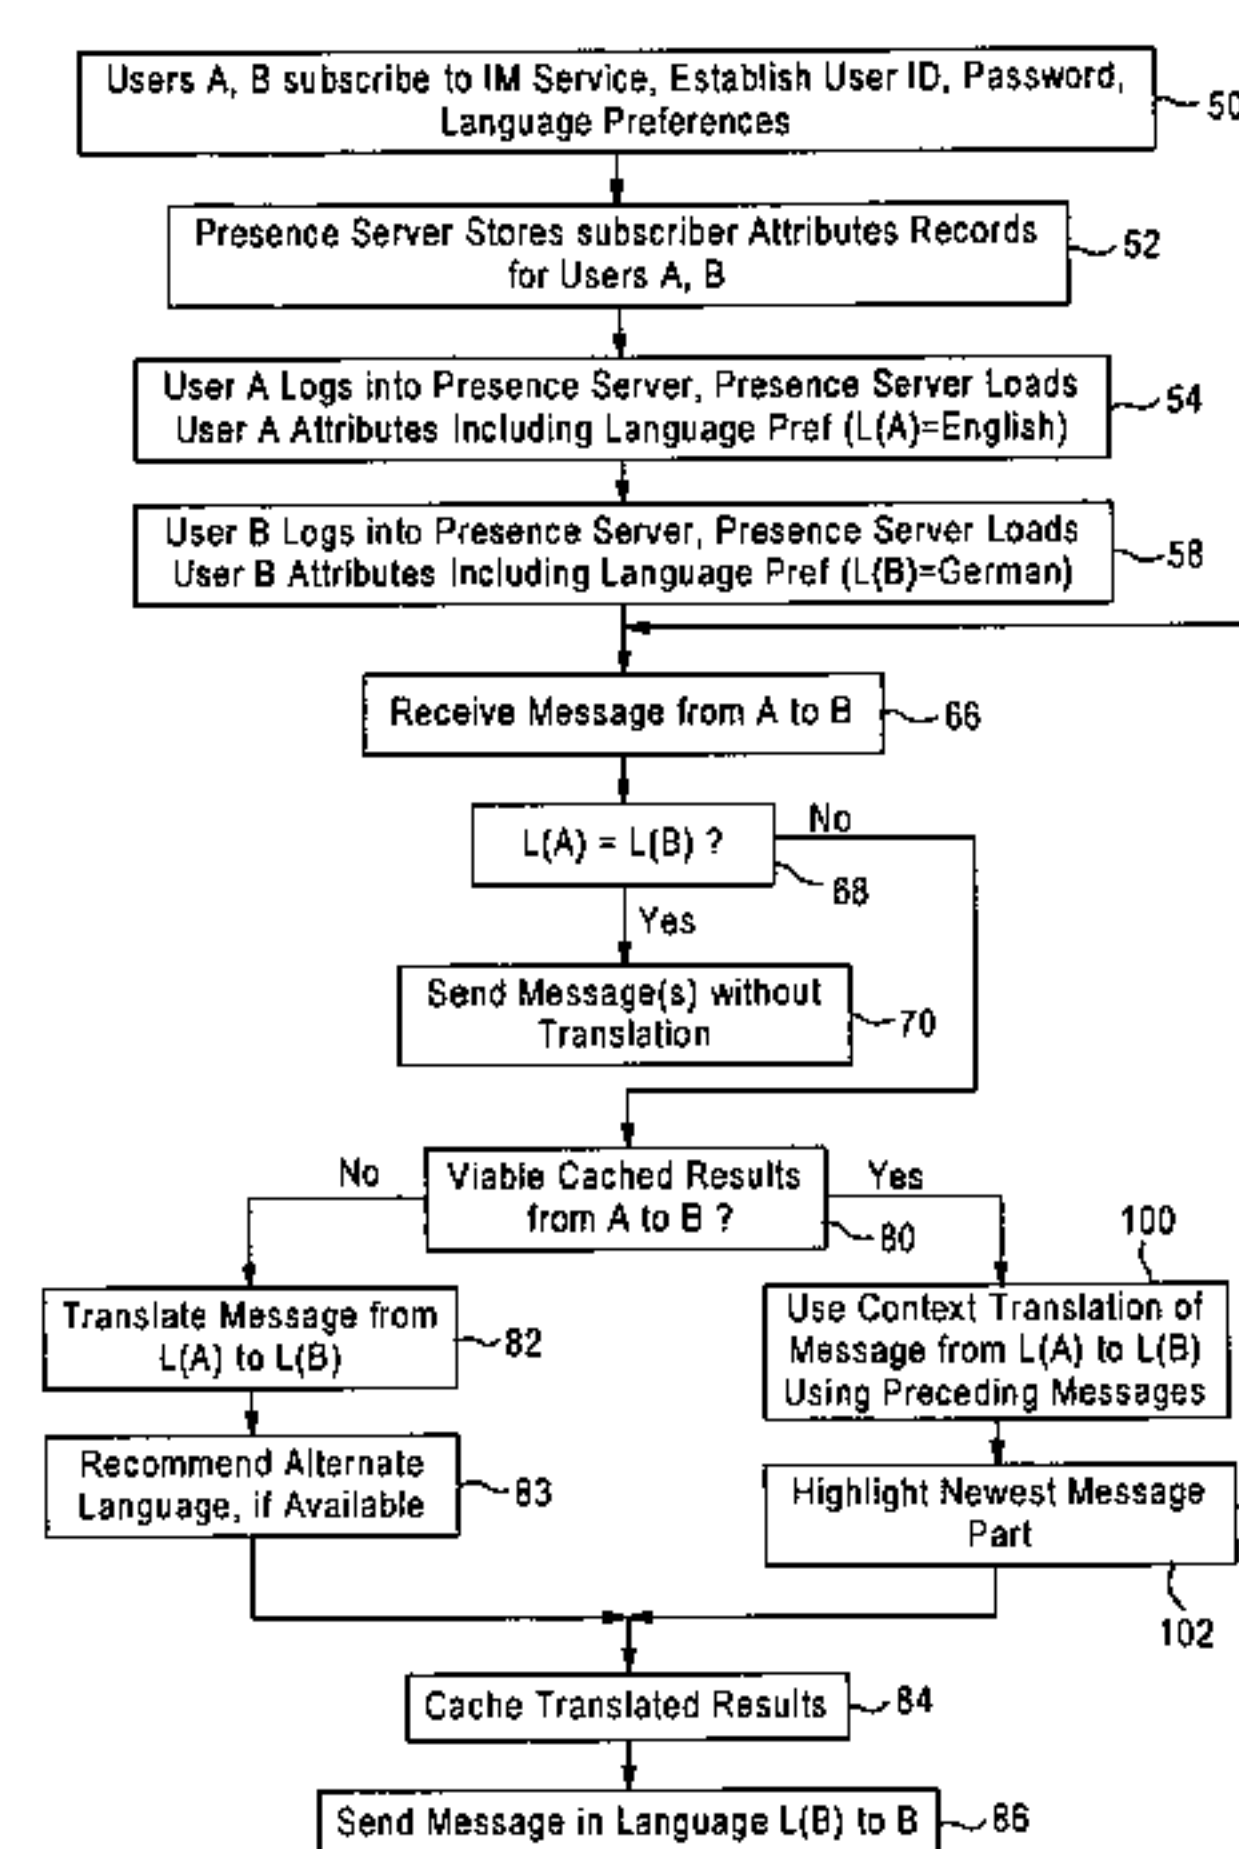 Users A, B subscribe to IM Service, Establish User ID, Password,
Language Preferences
50
Presence Server Stores subscriber Attributes Records
for Users A, B
52
User A Logs into Presence Server, Presence Server Loads
User A Attributes Including Language Pref (L(A)=English)
54
User B Logs into Presence Server, Presence Server Loads
User B Attributes Including Language Pref (L(B)=German)
58
Receive Message from A to B
66
L(A) = L(B) ?
No
68
Yes
Send Message(s) without
Translation
70
No
Viable Cached Results
from A to B ?
Yes
80
100
Translate Message from
L(A) to L(B)
82
Use Context Translation of
Message from L(A) to L(B)
Using Preceding Messages
Recommend Alternate
Language, if Available
83
Highlight Newest Message
Part
102
Cache Translated Results
84
Send Message in Language L(B) to B
86